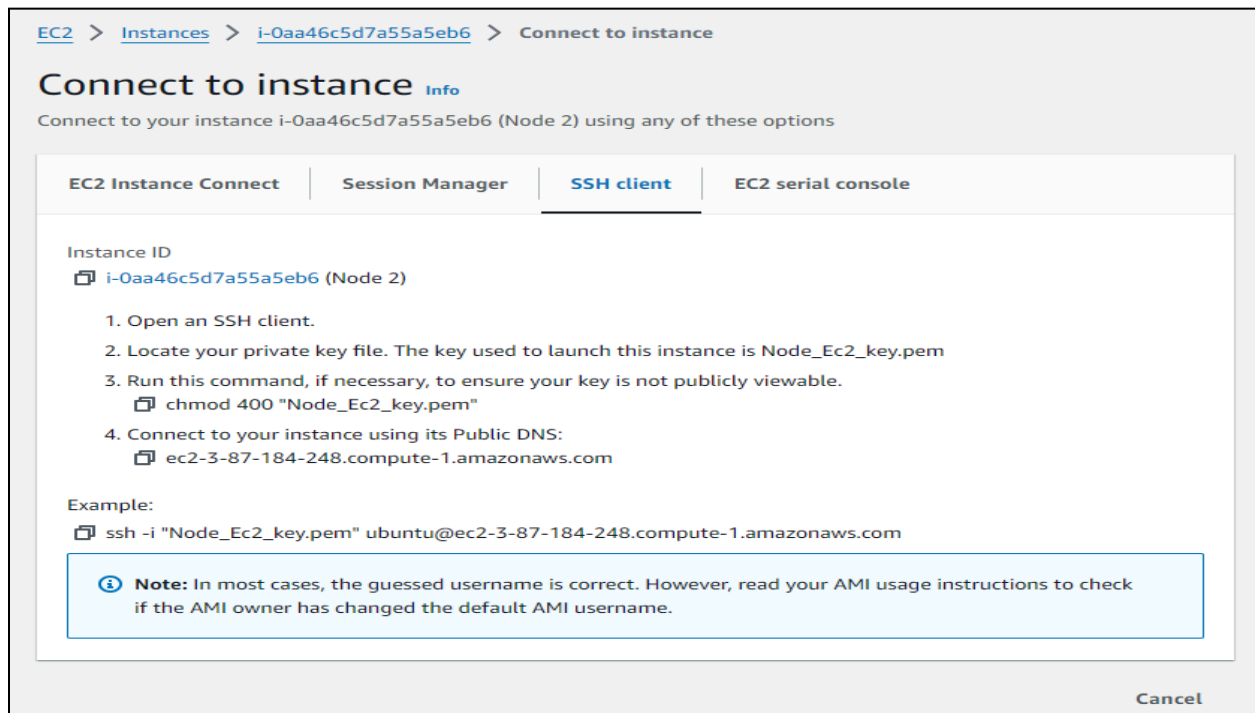 EC2 > Instances > i-0aa46c5d7a55a5eb6 > Connect to instance
Connect to instance Info
Connect to your instance i-0aa46c5d7a55a5eb6 (Node 2) using any of these options
EC2 Instance Connect Session Manager SSH client EC2 serial console
Instance ID
i-0aa46c5d7a55a5eb6 (Node 2)
1. Open an SSH client.
2. Locate your private key file. The key used to launch this instance is Node_Ec2_key.pem
3. Run this command, if necessary, to ensure your key is not publicly viewable.
chmod 400 "Node_Ec2_key.pem"
4. Connect to your instance using its Public DNS:
ec2-3-87-184-248.compute-1.amazonaws.com
Example:
ssh -i "Node_Ec2_key.pem" ubuntu@ec2-3-87-184-248.compute-1.amazonaws.com
Note: In most cases, the guessed username is correct. However, read your AMI usage instructions to check
if the AMI owner has changed the default AMI username.
Cancel